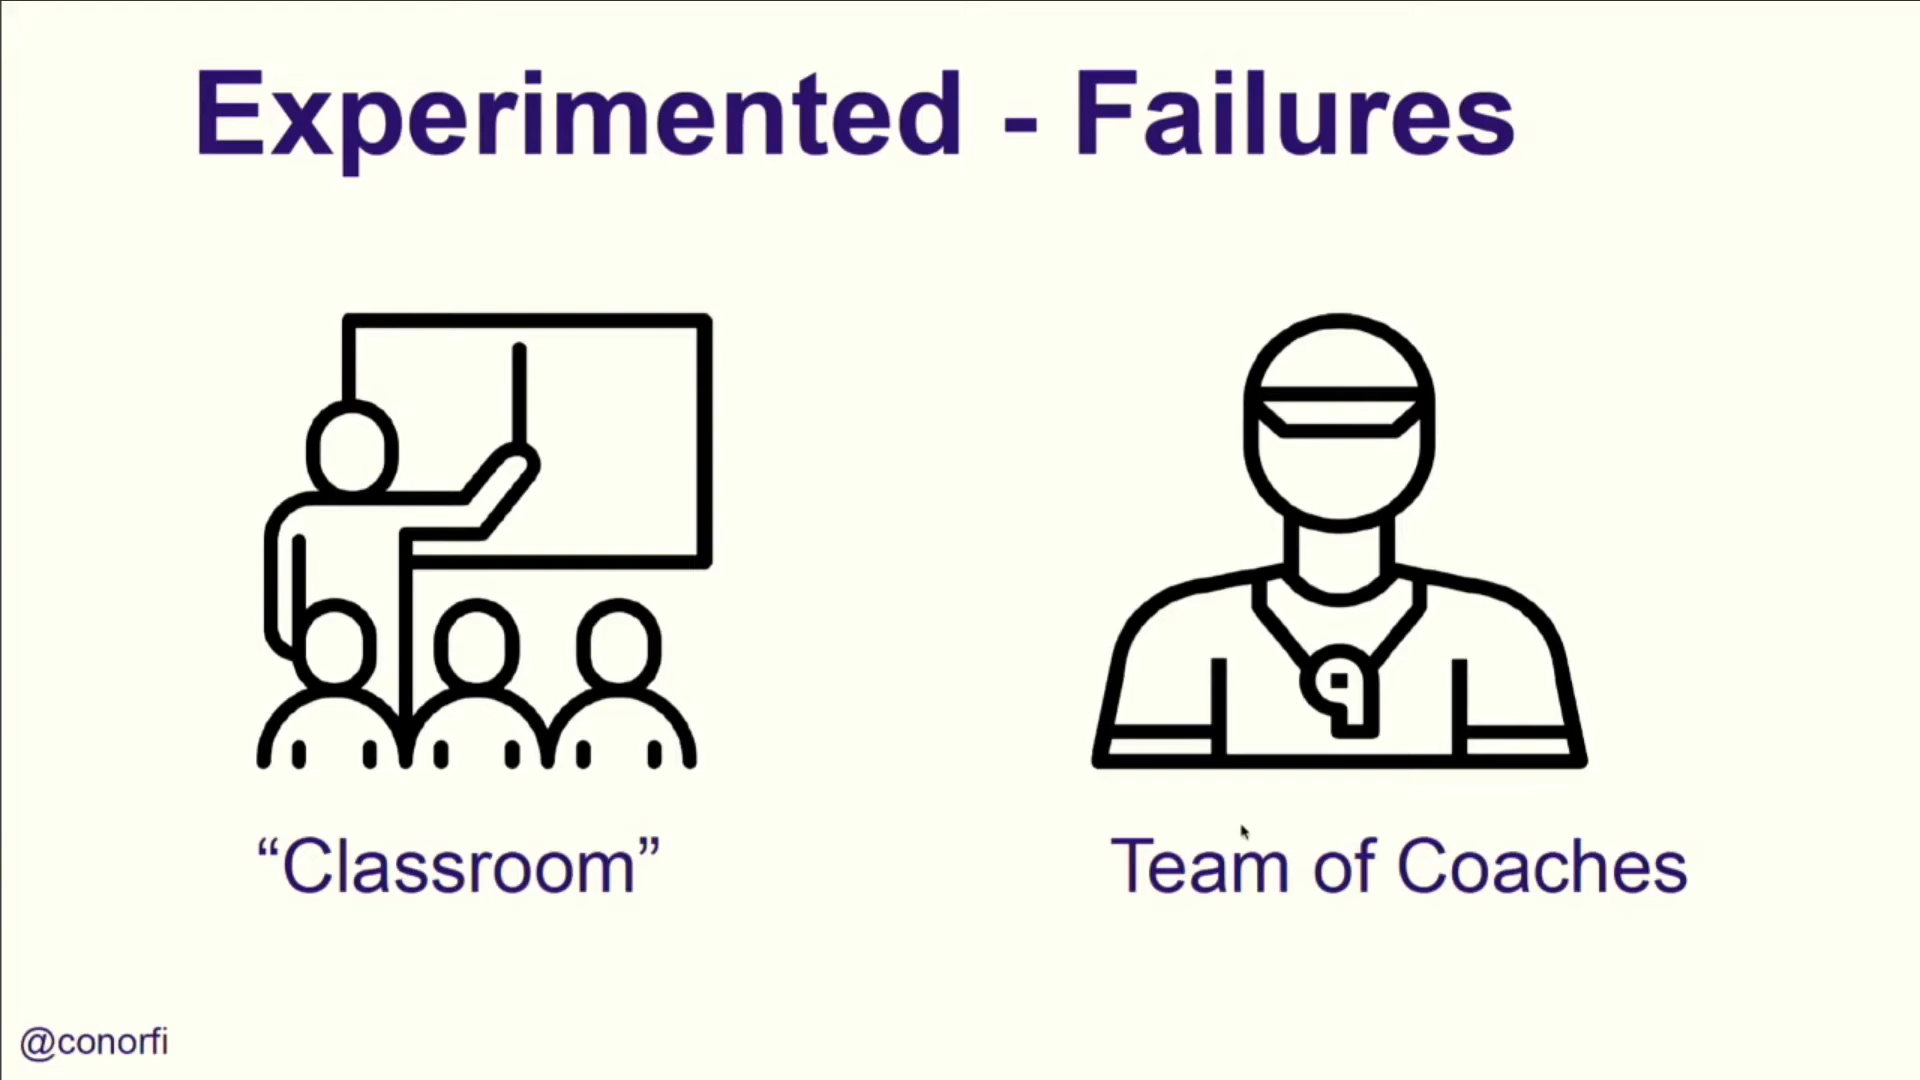 Experimented - Failures
“Classroom”
Team of Coaches
@conorfi